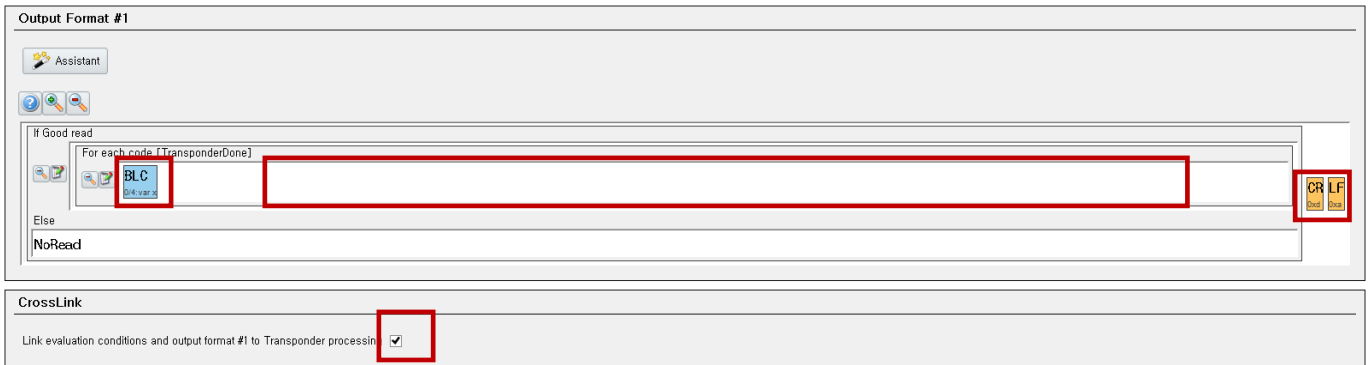 Output Format #1
Assistant
If Good read
For each code [TransponderDone]
BLC
0/4:var x
CR LF
0xd 0xa
Else
NoRead
CrossLink
Link evaluation conditions and output format #1 to Transponder processin